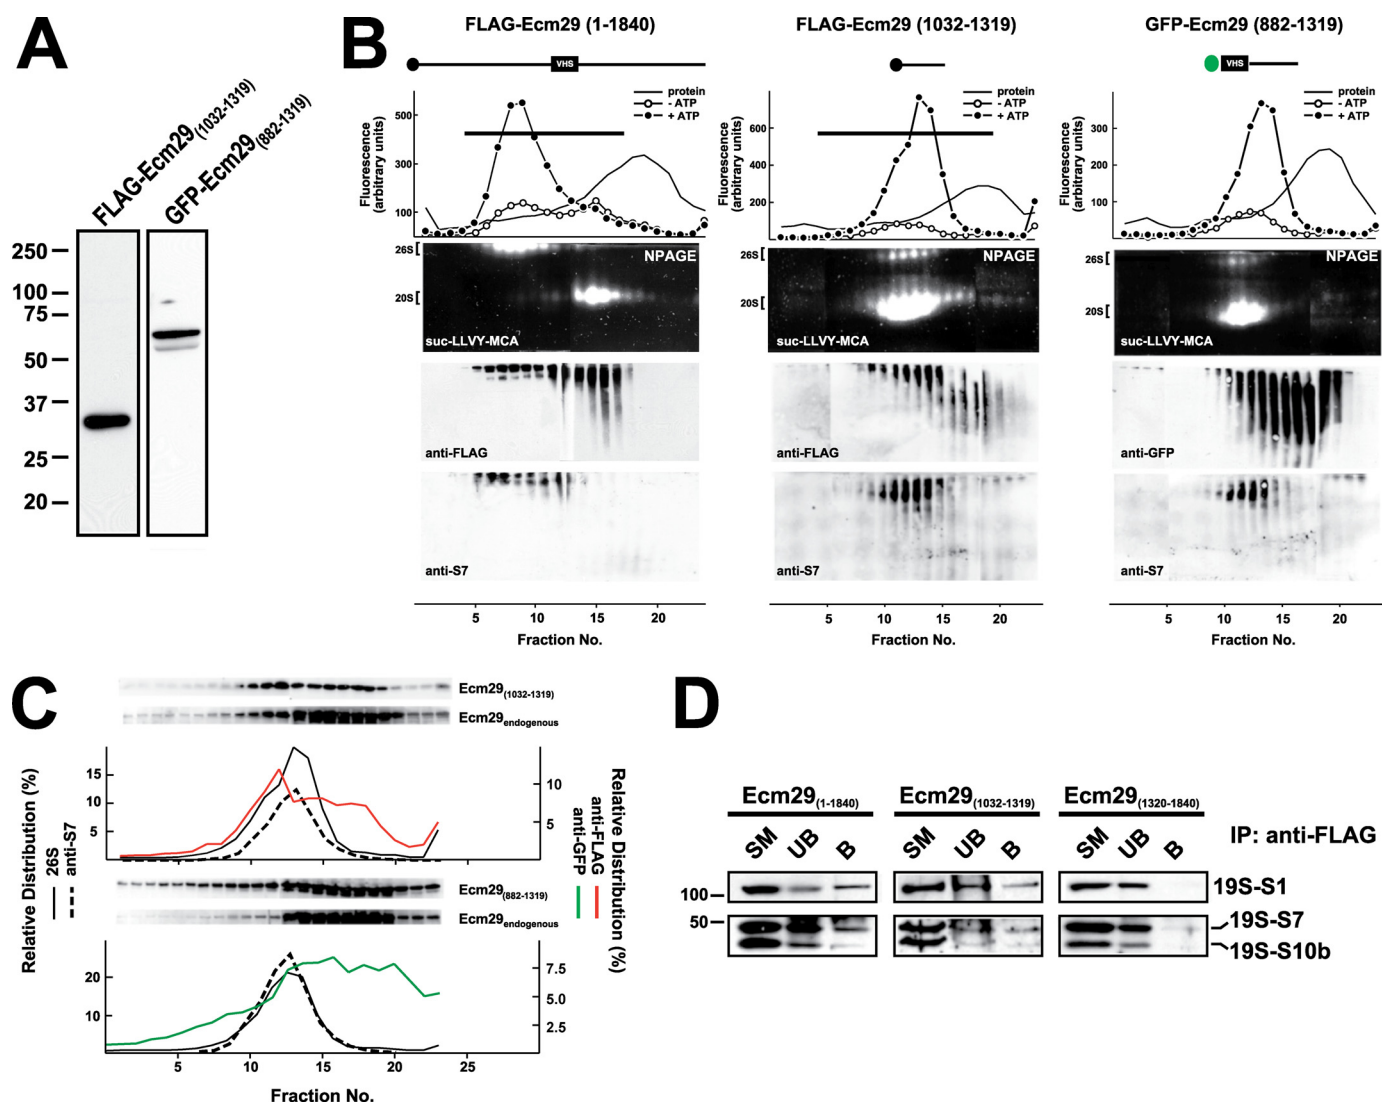 A
FLAG-Ecm29(1032-1319)
GFP-Ecm29(882-1319)
250
100
75
50
37
25
20
B
FLAG-Ecm29 (1-1840)
VHS
Fluorescence
(arbitrary units)
500
300
100
protein
- ATP
+ ATP
26S
20S
NPAGE
suc-LLVY-MCA
anti-FLAG
anti-S7
5 10 15 20
Fraction No.
FLAG-Ecm29 (1032-1319)
Fluorescence
(arbitrary units)
600
400
200
protein
- ATP
+ ATP
26S
20S
NPAGE
suc-LLVY-MCA
anti-FLAG
anti-S7
5 10 15 20
Fraction No.
GFP-Ecm29 (882-1319)
VHS
Fluorescence
(arbitrary units)
300
200
100
protein
- ATP
+ ATP
26S
20S
NPAGE
suc-LLVY-MCA
anti-GFP
anti-S7
5 10 15 20
Fraction No.
C
Ecm29(1032-1319)
Ecm29endogenous
Relative Distribution (%)
26S
anti-S7
15
10
5
10
5
Relative Distribution (%)
anti-FLAG
anti-GFP
Ecm29(882-1319)
Ecm29endogenous
20
10
7.5
5.0
2.5
5 10 15 20 25
Fraction No.
D
Ecm29(1-1840)
Ecm29(1032-1319)
Ecm29(1320-1840)
SM UB B
SM UB B
SM UB B
IP: anti-FLAG
100
50
19S-S1
19S-S7
19S-S10b